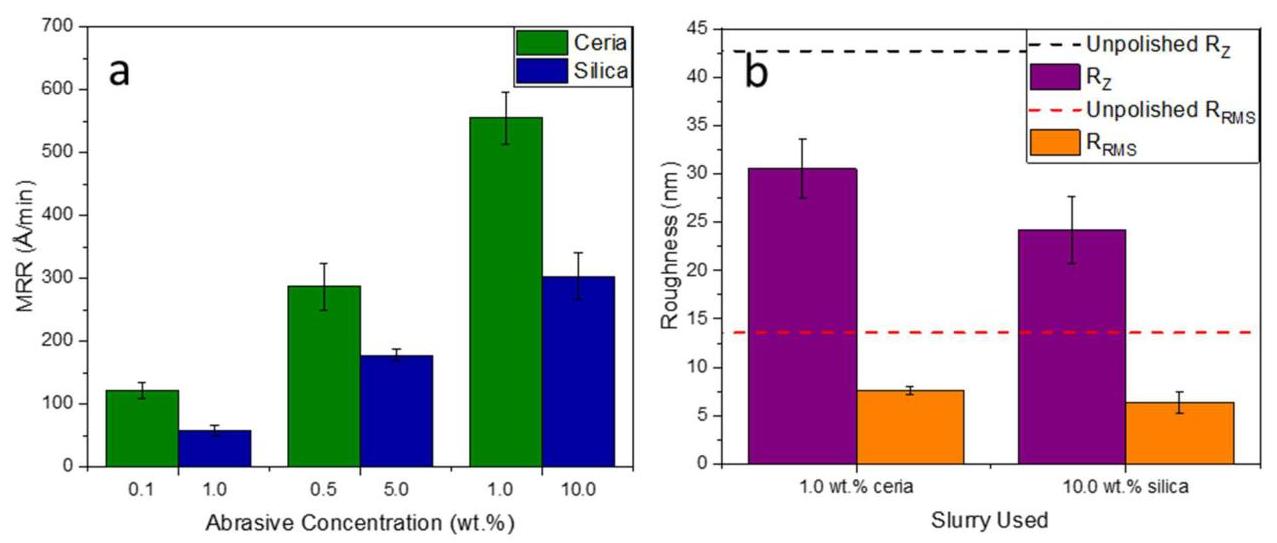 a
Ceria
Silica
700
600
500
400
300
200
100
0
MRR (Å/min)
0.1 1.0 0.5 5.0 1.0 10.0
Abrasive Concentration (wt.%)
b
Unpolished R_Z
R_Z
Unpolished R_RMS
R_RMS
45
40
35
30
25
20
15
10
5
0
Roughness (nm)
1.0 wt.% ceria 10.0 wt.% silica
Slurry Used